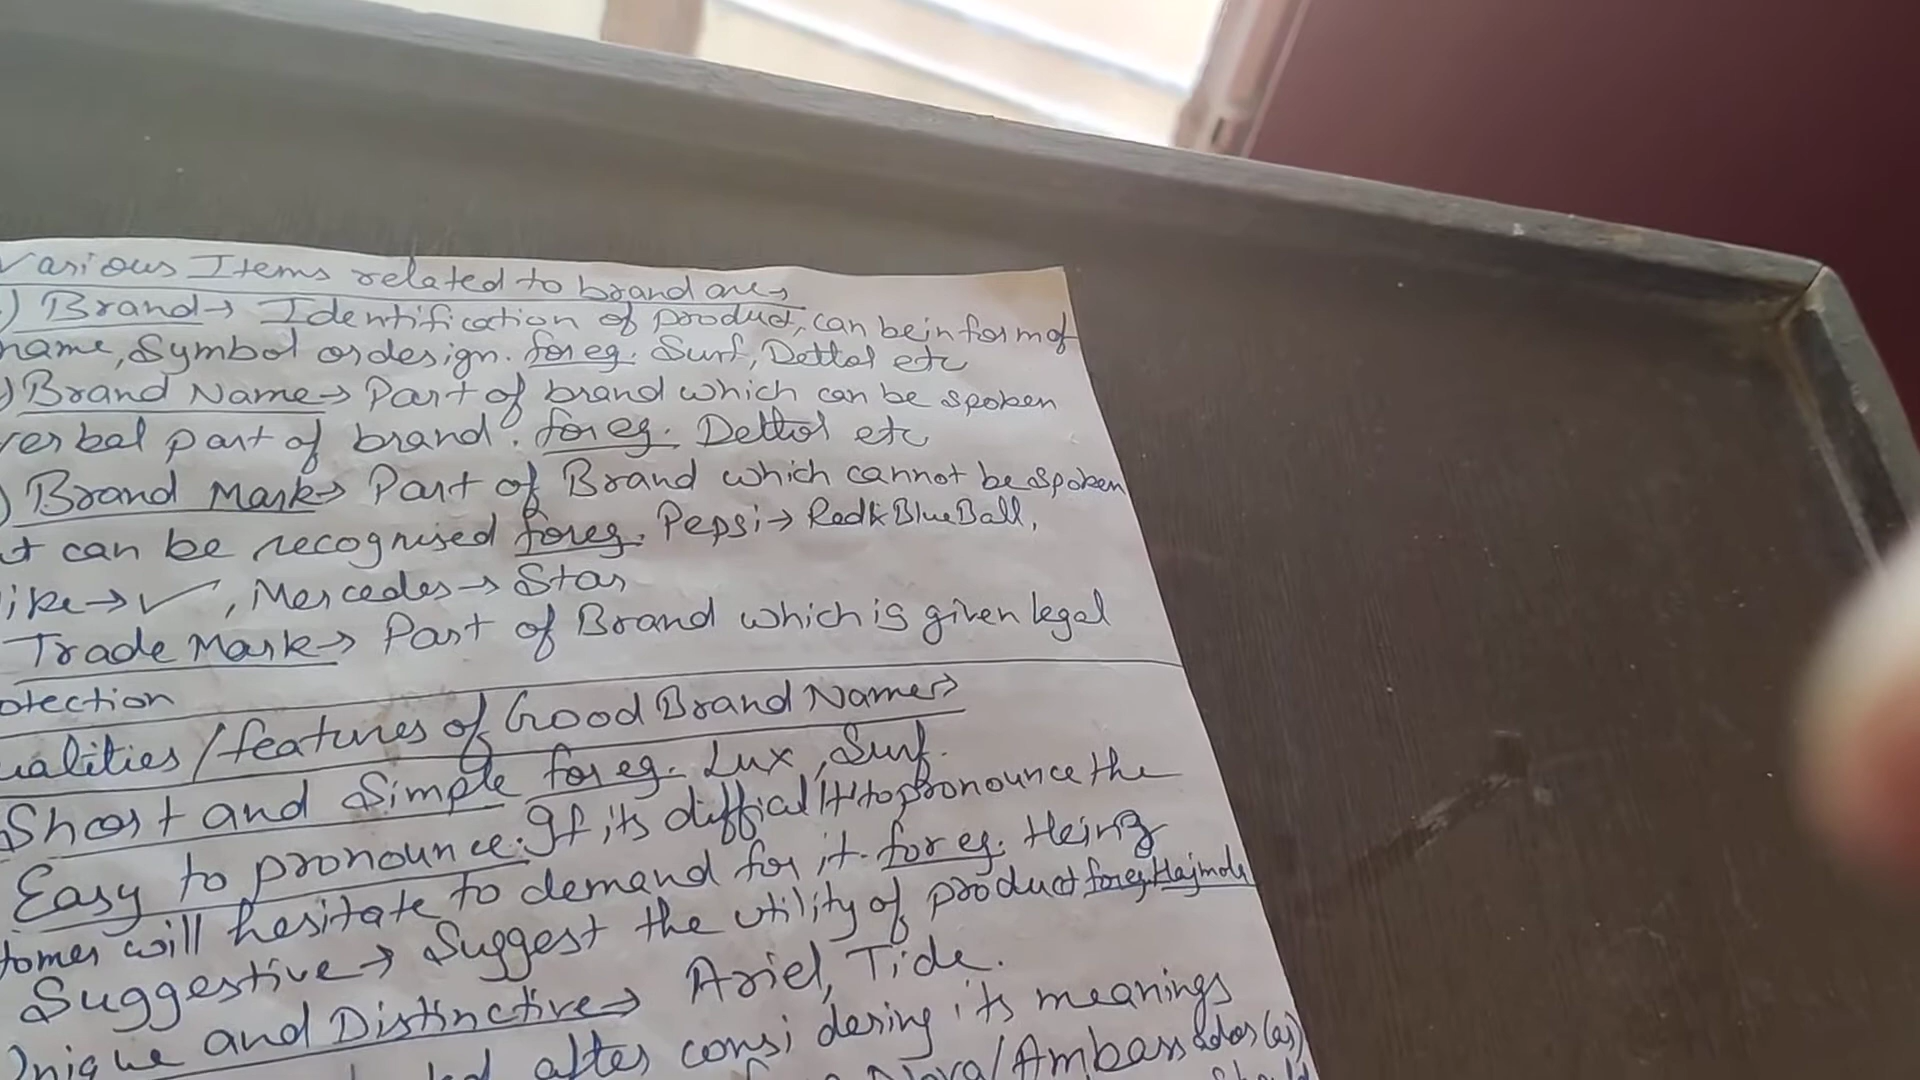 Various Items related to brand are→
) Brand→ Identification of product, can be in form of
name, Symbol or design. for eg. Surf, Dettol etc
) Brand Name→ Part of brand which can be spoken
verbal part of brand. for eg. Dettol etc
) Brand Mark→ Part of Brand which cannot be spoken
t can be recognised for eg. Pepsi→ Red & Blue Ball,
ike→ ✓, Mercedes→ Star
Trade Mark→ Part of Brand which is given legal
otection
ualities/features of Good Brand Name→
Short and Simple for eg. Lux, Surf.
Easy to pronounce. If its difficult to pronounce the
tomer will hesitate to demand for it. for eg.
Suggestive→ Suggest the utility of product for eg. Hajmola
Unique and Distinctive→ Ariel, Tide.
after considering its meanings
Nova/Ambassador (as)